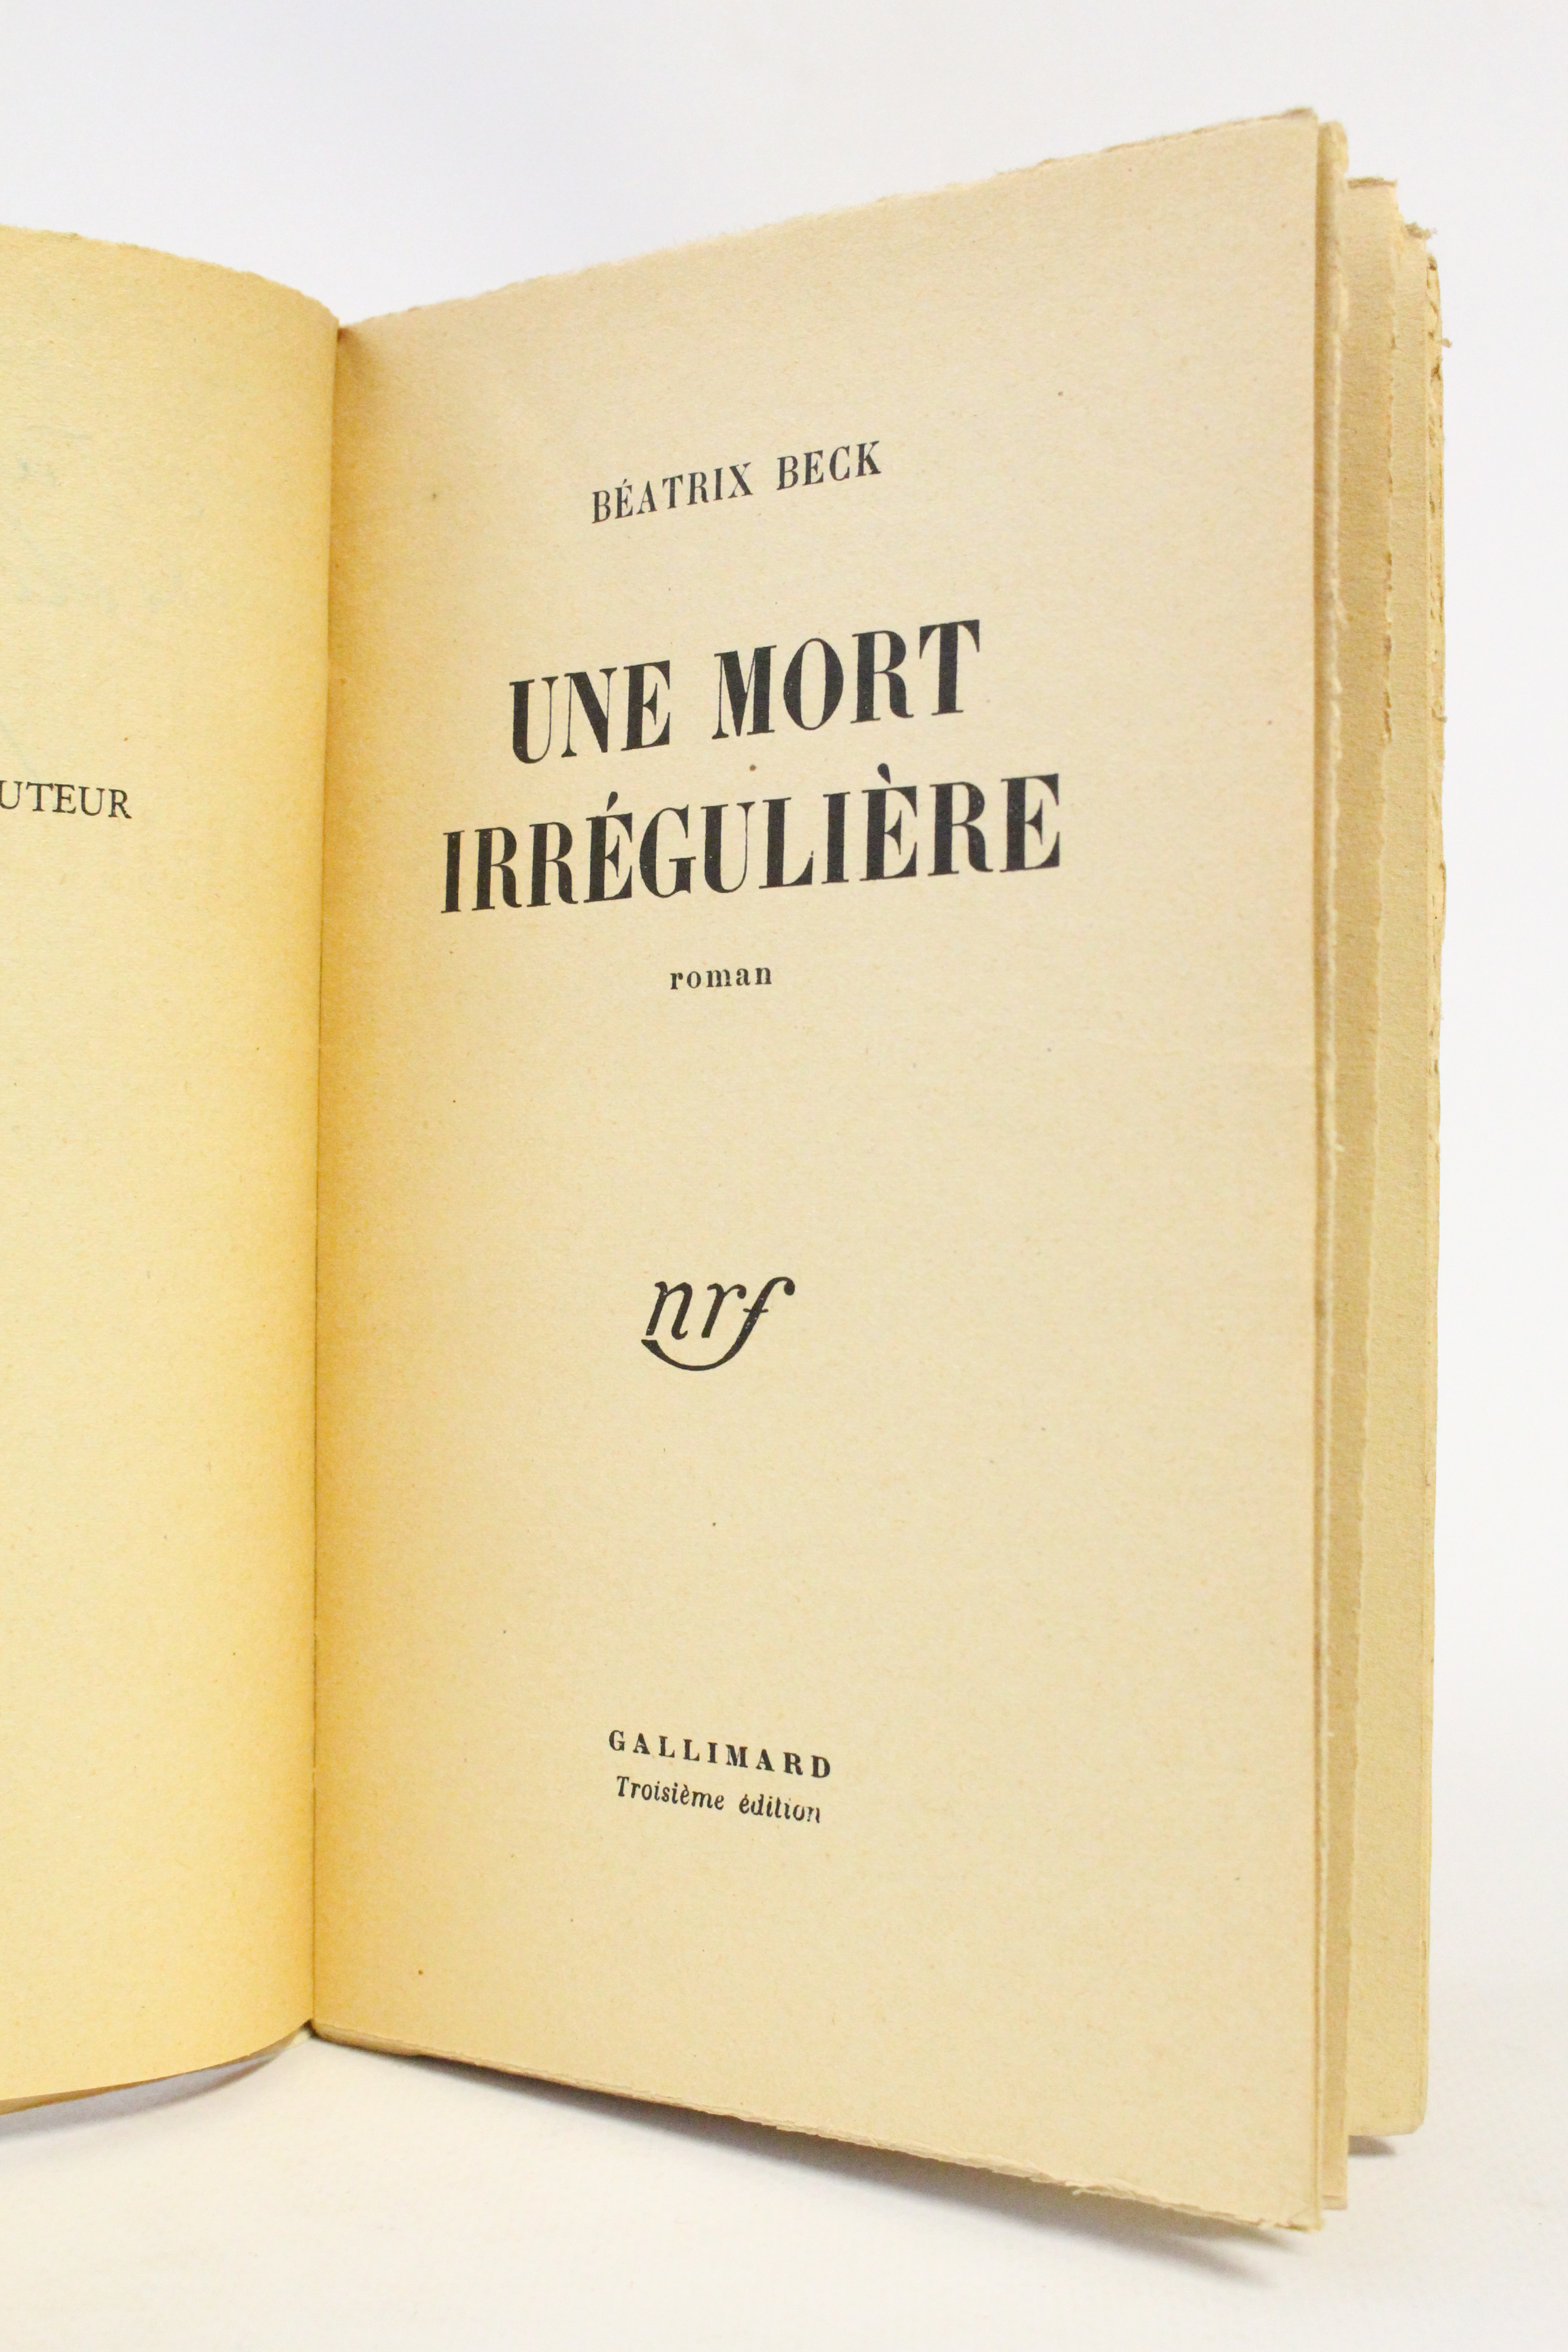 UTEUR
BÉATRIX BECK
UNE MORT
IRRÉGULIÈRE
roman
nrf
GALLIMARD
Troisième édition